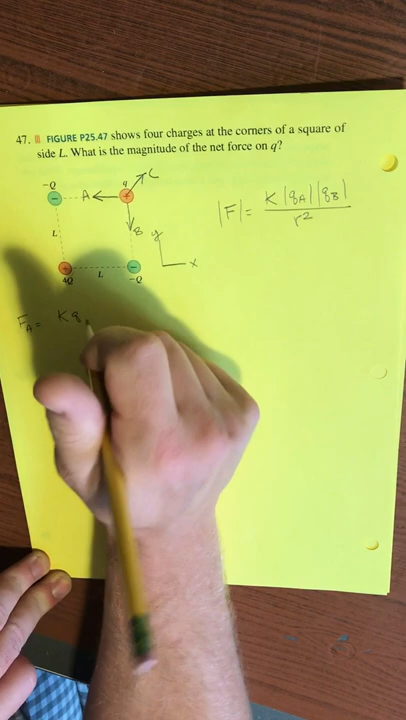 47. FIGURE P25.47 shows four charges at the corners of a square of
side L. What is the magnitude of the net force on q?
-Q
q
A
C
B
L
y
x
4Q
L
-Q
|F| = K |qA| |qB| / r²
FA = K q